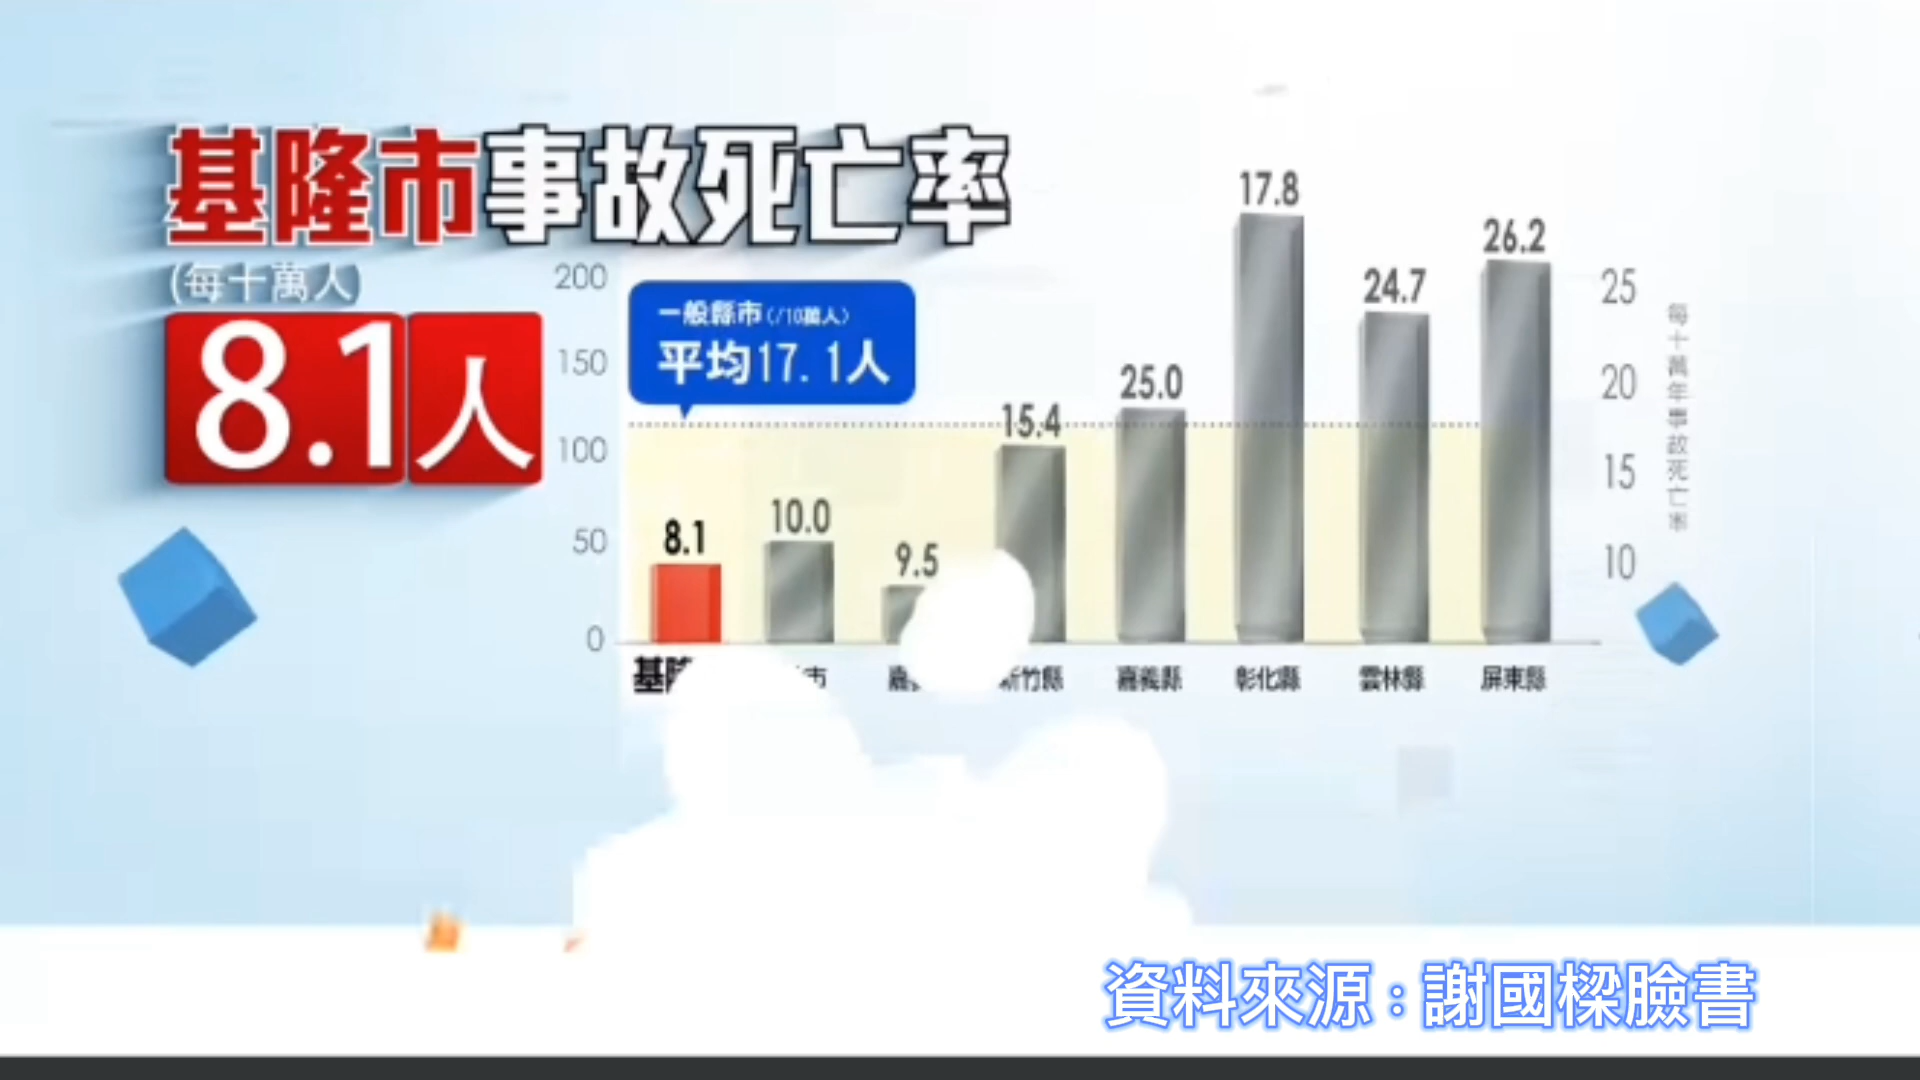 基隆市事故死亡率
(每十萬人)
8.1人
一般縣市(/10萬人)
平均17.1人
200
150
100
50
0
8.1
10.0
9.5
15.4
25.0
17.8
24.7
26.2
25
20
15
10
每十萬年事故死亡率
基隆
市
新竹縣
嘉義縣
彰化縣
雲林縣
屏東縣
資料來源:謝國樑臉書